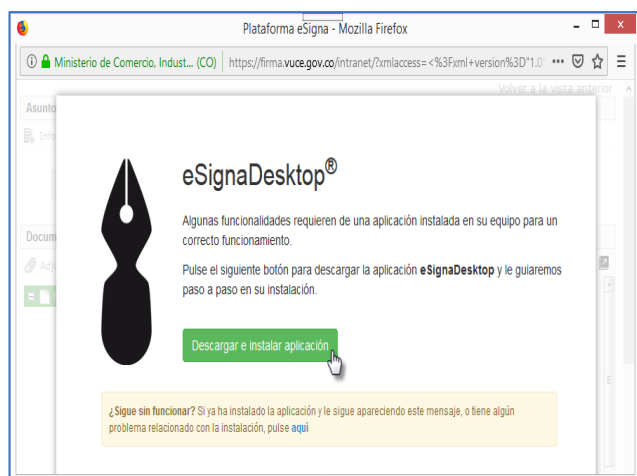 Plataforma eSigna - Mozilla Firefox
Ministerio de Comercio, Indust... (CO) https://firma.vuce.gov.co/intranet/?xmlaccess=<%3Fxml+version%3D"1.0"
Volver a la vista anterior
Asunto
Info
eSignaDesktop®
Algunas funcionalidades requieren de una aplicación instalada en su equipo para un
correcto funcionamiento.
Docum
Adj
Pulse el siguiente botón para descargar la aplicación eSignaDesktop y le guiaremos
paso a paso en su instalación.
Descargar e instalar aplicación
¿Sigue sin funcionar? Si ya ha instalado la aplicación y le sigue apareciendo este mensaje, o tiene algún
problema relacionado con la instalación, pulse aquí